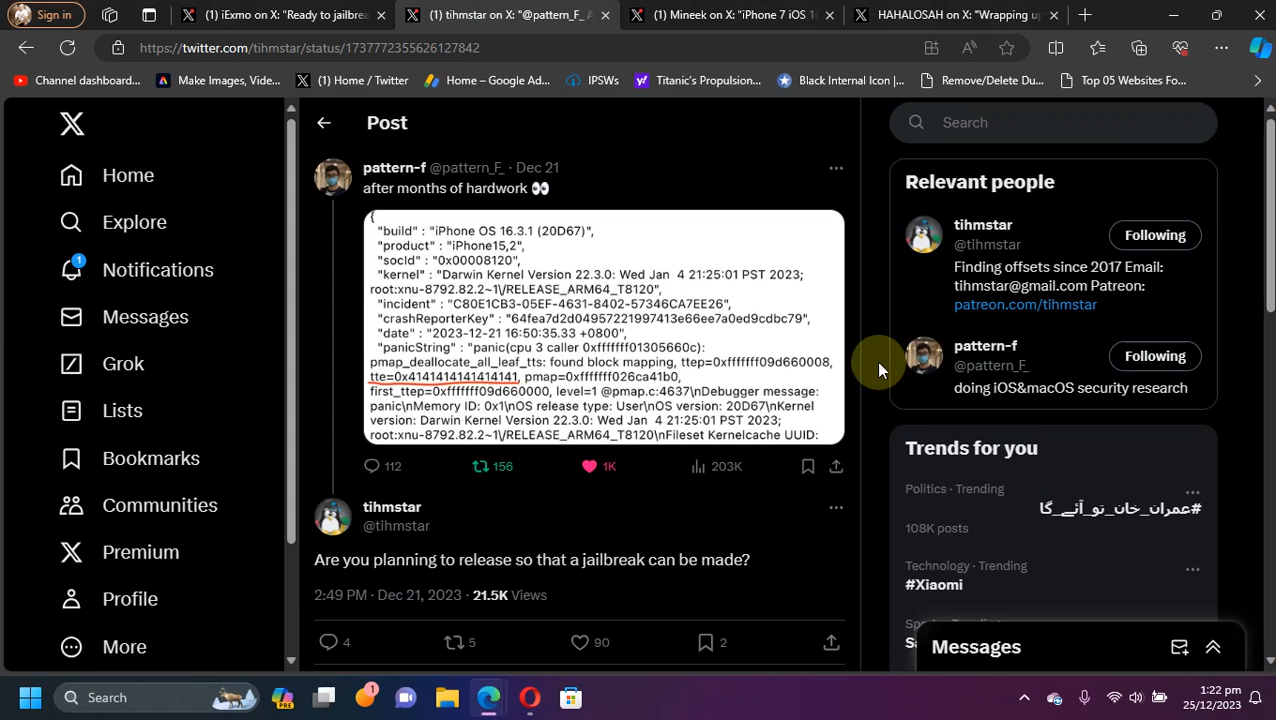 Sign in
(1) iExmo on X: "Ready to jailbrea
(1) tihmstar on X: "@pattern_F_ A
(1) Mineek on X: "iPhone 7 iOS 16
HAHALOSAH on X: "Wrapping up
https://twitter.com/tihmstar/status/1737772355626127842
Channel dashboard...
Make Images, Vide...
(1) Home / Twitter
Home – Google Ad...
IPSWs
Titanic's Propulsion...
Black Internal Icon |...
Remove/Delete Du...
Top 05 Websites Fo...
Home
Explore
1
Notifications
Messages
Grok
Lists
Bookmarks
Communities
Premium
Profile
More
Post
pattern-f @pattern_F_ · Dec 21
after months of hardwork 👀
{
"build" : "iPhone OS 16.3.1 (20D67)",
"product" : "iPhone15,2",
"socId" : "0x00008120",
"kernel" : "Darwin Kernel Version 22.3.0: Wed Jan 4 21:25:01 PST 2023;
root:xnu-8792.82.2~1\/RELEASE_ARM64_T8120",
"incident" : "C80E1CB3-05EF-4631-8402-57346CA7EE26",
"crashReporterKey" : "64fea7d2d04957221997413e66ee7a0ed9cdbc79",
"date" : "2023-12-21 16:50:35.33 +0800",
"panicString" : "panic(cpu 3 caller 0xfffffff01305660c):
pmap_deallocate_all_leaf_tts: found block mapping, ttep=0xfffffff09d660008,
tte=0x4141414141414141, pmap=0xfffffff026ca41b0,
first_ttep=0xfffffff09d660000, level=1 @pmap.c:4637\nDebugger message:
panic\nMemory ID: 0x1\nOS release type: User\nOS version: 20D67\nKernel
version: Darwin Kernel Version 22.3.0: Wed Jan 4 21:25:01 PST 2023;
root:xnu-8792.82.2~1\/RELEASE_ARM64_T8120\nFileset Kernelcache UUID:
112 156 1K 203K
tihmstar
@tihmstar
Are you planning to release so that a jailbreak can be made?
2:49 PM · Dec 21, 2023 · 21.5K Views
4 5 90 2
Search
Relevant people
tihmstar
@tihmstar
Following
Finding offsets since 2017 Email:
tihmstar@gmail.com Patreon:
patreon.com/tihmstar
pattern-f
@pattern_F_
Following
doing iOS&macOS security research
Trends for you
Politics · Trending
#عمران_خان_تو_آئے_گا
108K posts
Technology · Trending
#Xiaomi
Messages
Search
PRE
1
1:22 pm
25/12/2023